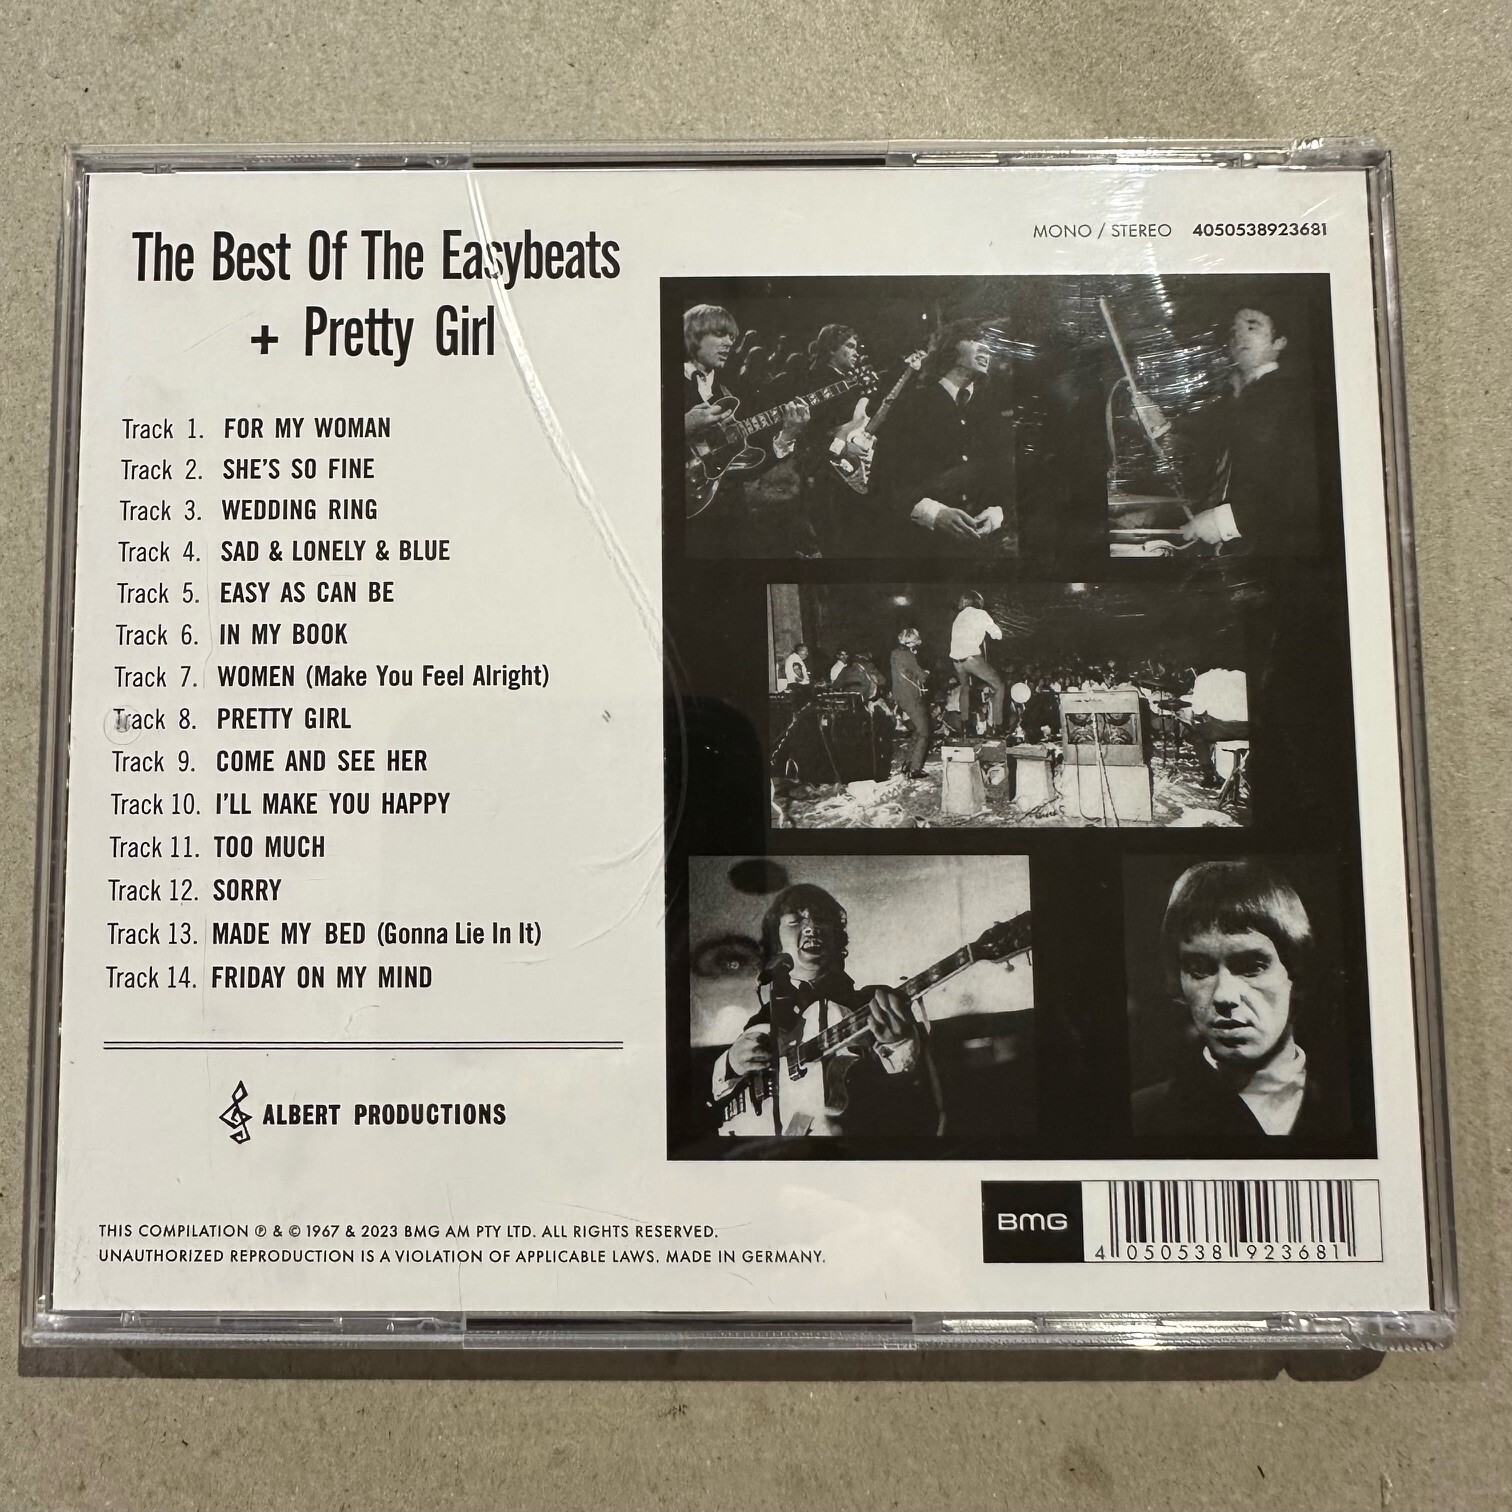 The Best Of The Easybeats
+ Pretty Girl
MONO / STEREO 4050538923681
Track 1. FOR MY WOMAN
Track 2. SHE'S SO FINE
Track 3. WEDDING RING
Track 4. SAD & LONELY & BLUE
Track 5. EASY AS CAN BE
Track 6. IN MY BOOK
Track 7. WOMEN (Make You Feel Alright)
Track 8. PRETTY GIRL
Track 9. COME AND SEE HER
Track 10. I'LL MAKE YOU HAPPY
Track 11. TOO MUCH
Track 12. SORRY
Track 13. MADE MY BED (Gonna Lie In It)
Track 14. FRIDAY ON MY MIND
ALBERT PRODUCTIONS
THIS COMPILATION ℗ & © 1967 & 2023 BMG AM PTY LTD. ALL RIGHTS RESERVED.
UNAUTHORIZED REPRODUCTION IS A VIOLATION OF APPLICABLE LAWS. MADE IN GERMANY.
BMG
4 050538 923681